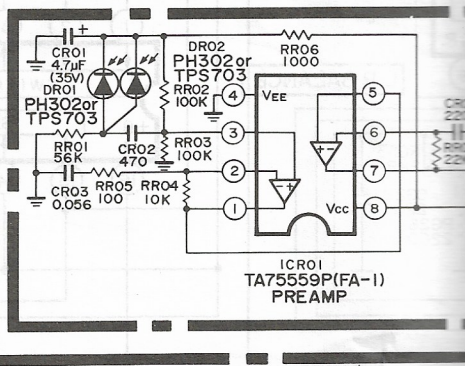 CR01
4.7µF
(35V)
DR01
PH302or
TPS703
DR02
PH302or
TPS703
RR06
1000
RR02
100K
4
VEE
5
3
6
RR01
56K
CR02
470
RR03
100K
2
7
CR03
0.056
RR05
100
RR04
10K
1
Vcc
8
+
+ -
- +
ICR01
TA75559P(FA-1)
PREAMP